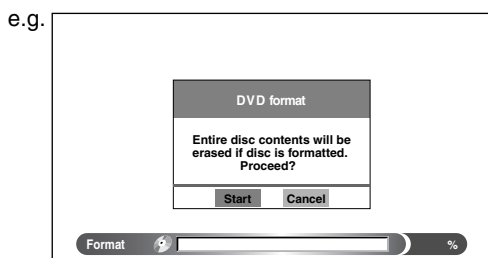 e.g.
DVD format
Entire disc contents will be
erased if disc is formatted.
Proceed?
Start Cancel
Format %